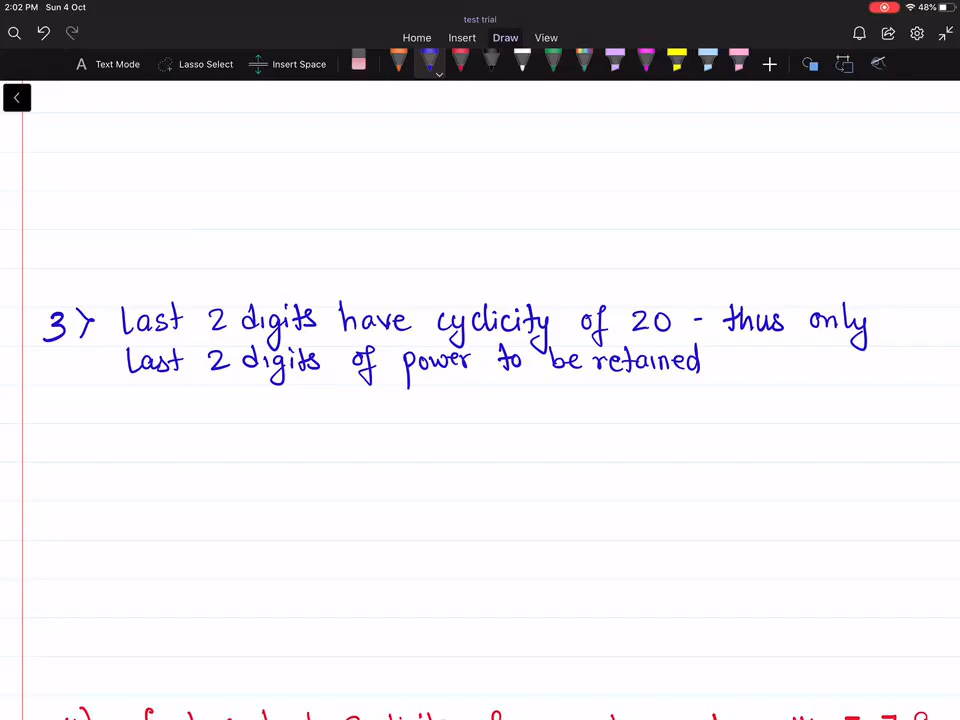 2:02 PM Sun 4 Oct
48%
test trial
Home Insert Draw View
Text Mode Lasso Select Insert Space
3> Last 2 digits have cyclicity of 20 - thus only
last 2 digits of power to be retained